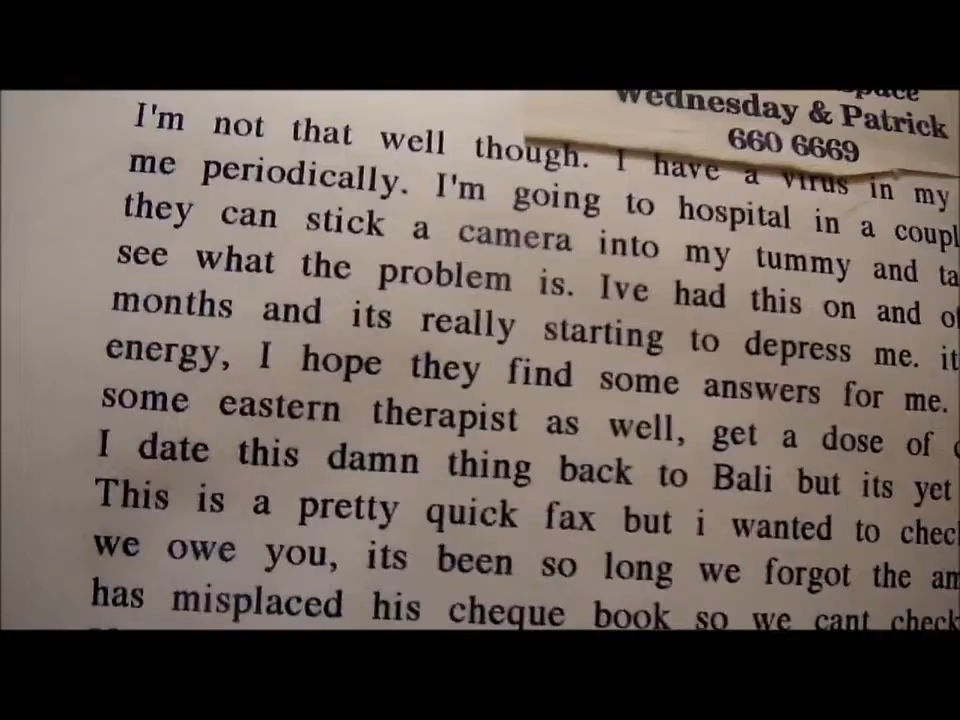 space
Wednesday & Patrick
660 6669
I'm not that well though. I have a virus in my
me periodically. I'm going to hospital in a coupl
they can stick a camera into my tummy and ta
see what the problem is. Ive had this on and o
months and its really starting to depress me. it
energy, I hope they find some answers for me.
some eastern therapist as well, get a dose of
I date this damn thing back to Bali but its yet
This is a pretty quick fax but i wanted to chec
we owe you, its been so long we forgot the am
has misplaced his cheque book so we cant check